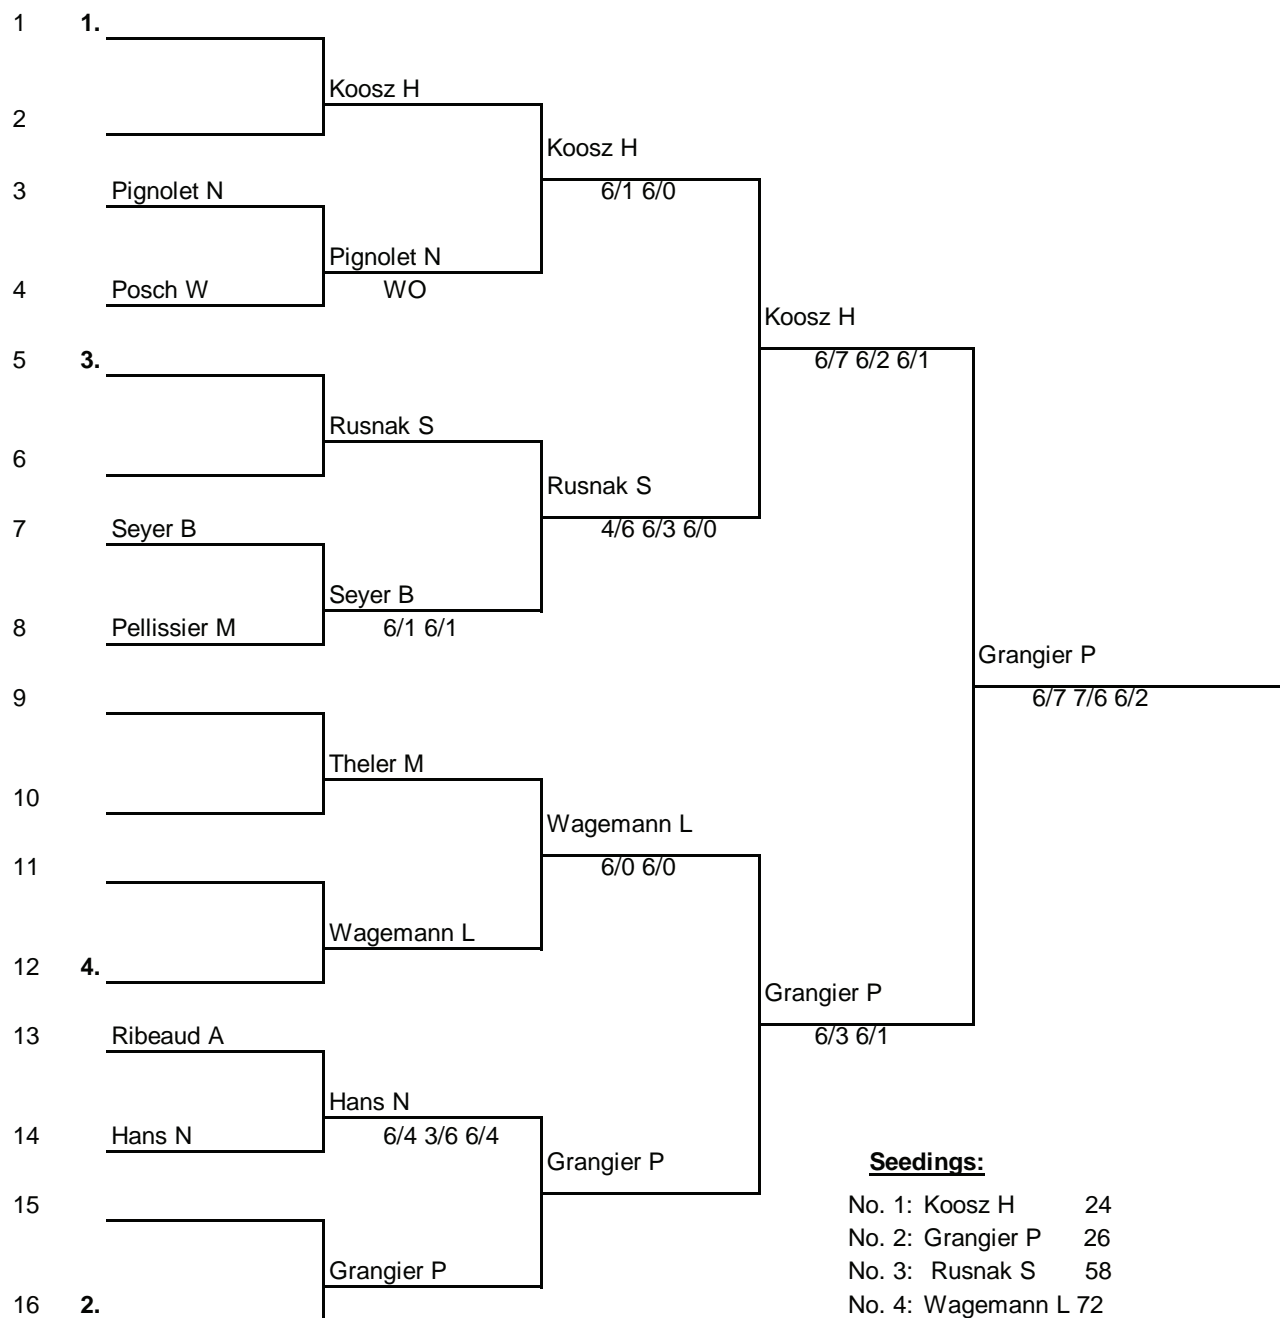 1 1.
Koosz H
2
Koosz H
3 Pignolet N
6/1 6/0
Pignolet N
4 Posch W
WO
Koosz H
5 3.
6/7 6/2 6/1
Rusnak S
6
Rusnak S
7 Seyer B
4/6 6/3 6/0
Seyer B
8 Pellissier M
6/1 6/1
Grangier P
9
6/7 7/6 6/2
Theler M
10
Wagemann L
11
6/0 6/0
Wagemann L
12 4.
Grangier P
13 Ribeaud A
6/3 6/1
Hans N
14 Hans N
6/4 3/6 6/4
Grangier P
15
Grangier P
16 2.
Seedings:
No. 1: Koosz H 24
No. 2: Grangier P 26
No. 3: Rusnak S 58
No. 4: Wagemann L 72